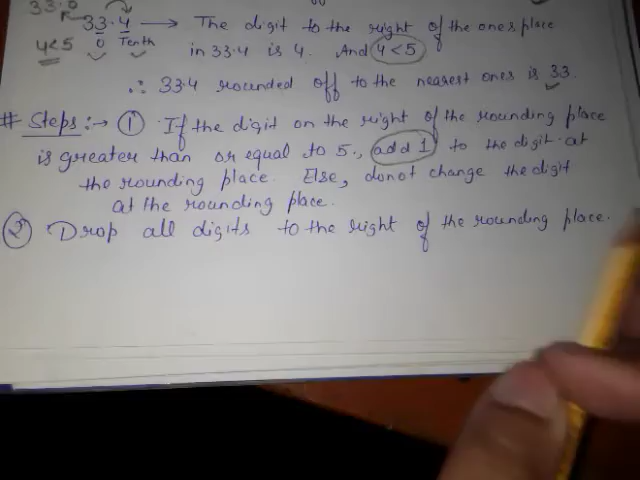 33.4 → The digit to the right of the ones place
4<5 O Tenth in 33.4 is 4. And 4<5
∴ 33.4 rounded off to the nearest ones is 33.
# Steps:→ ① If the digit on the right of the rounding place
is greater than or equal to 5., add 1 to the digit at
the rounding place. Else, donot change the digit
at the rounding place.
② Drop all digits to the right of the rounding place.